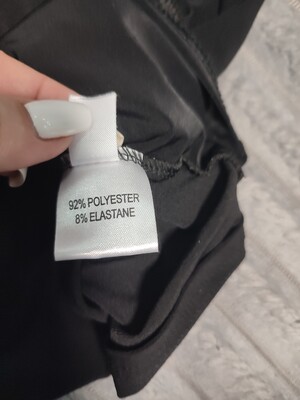 92% POLYESTER
8% ELASTANE